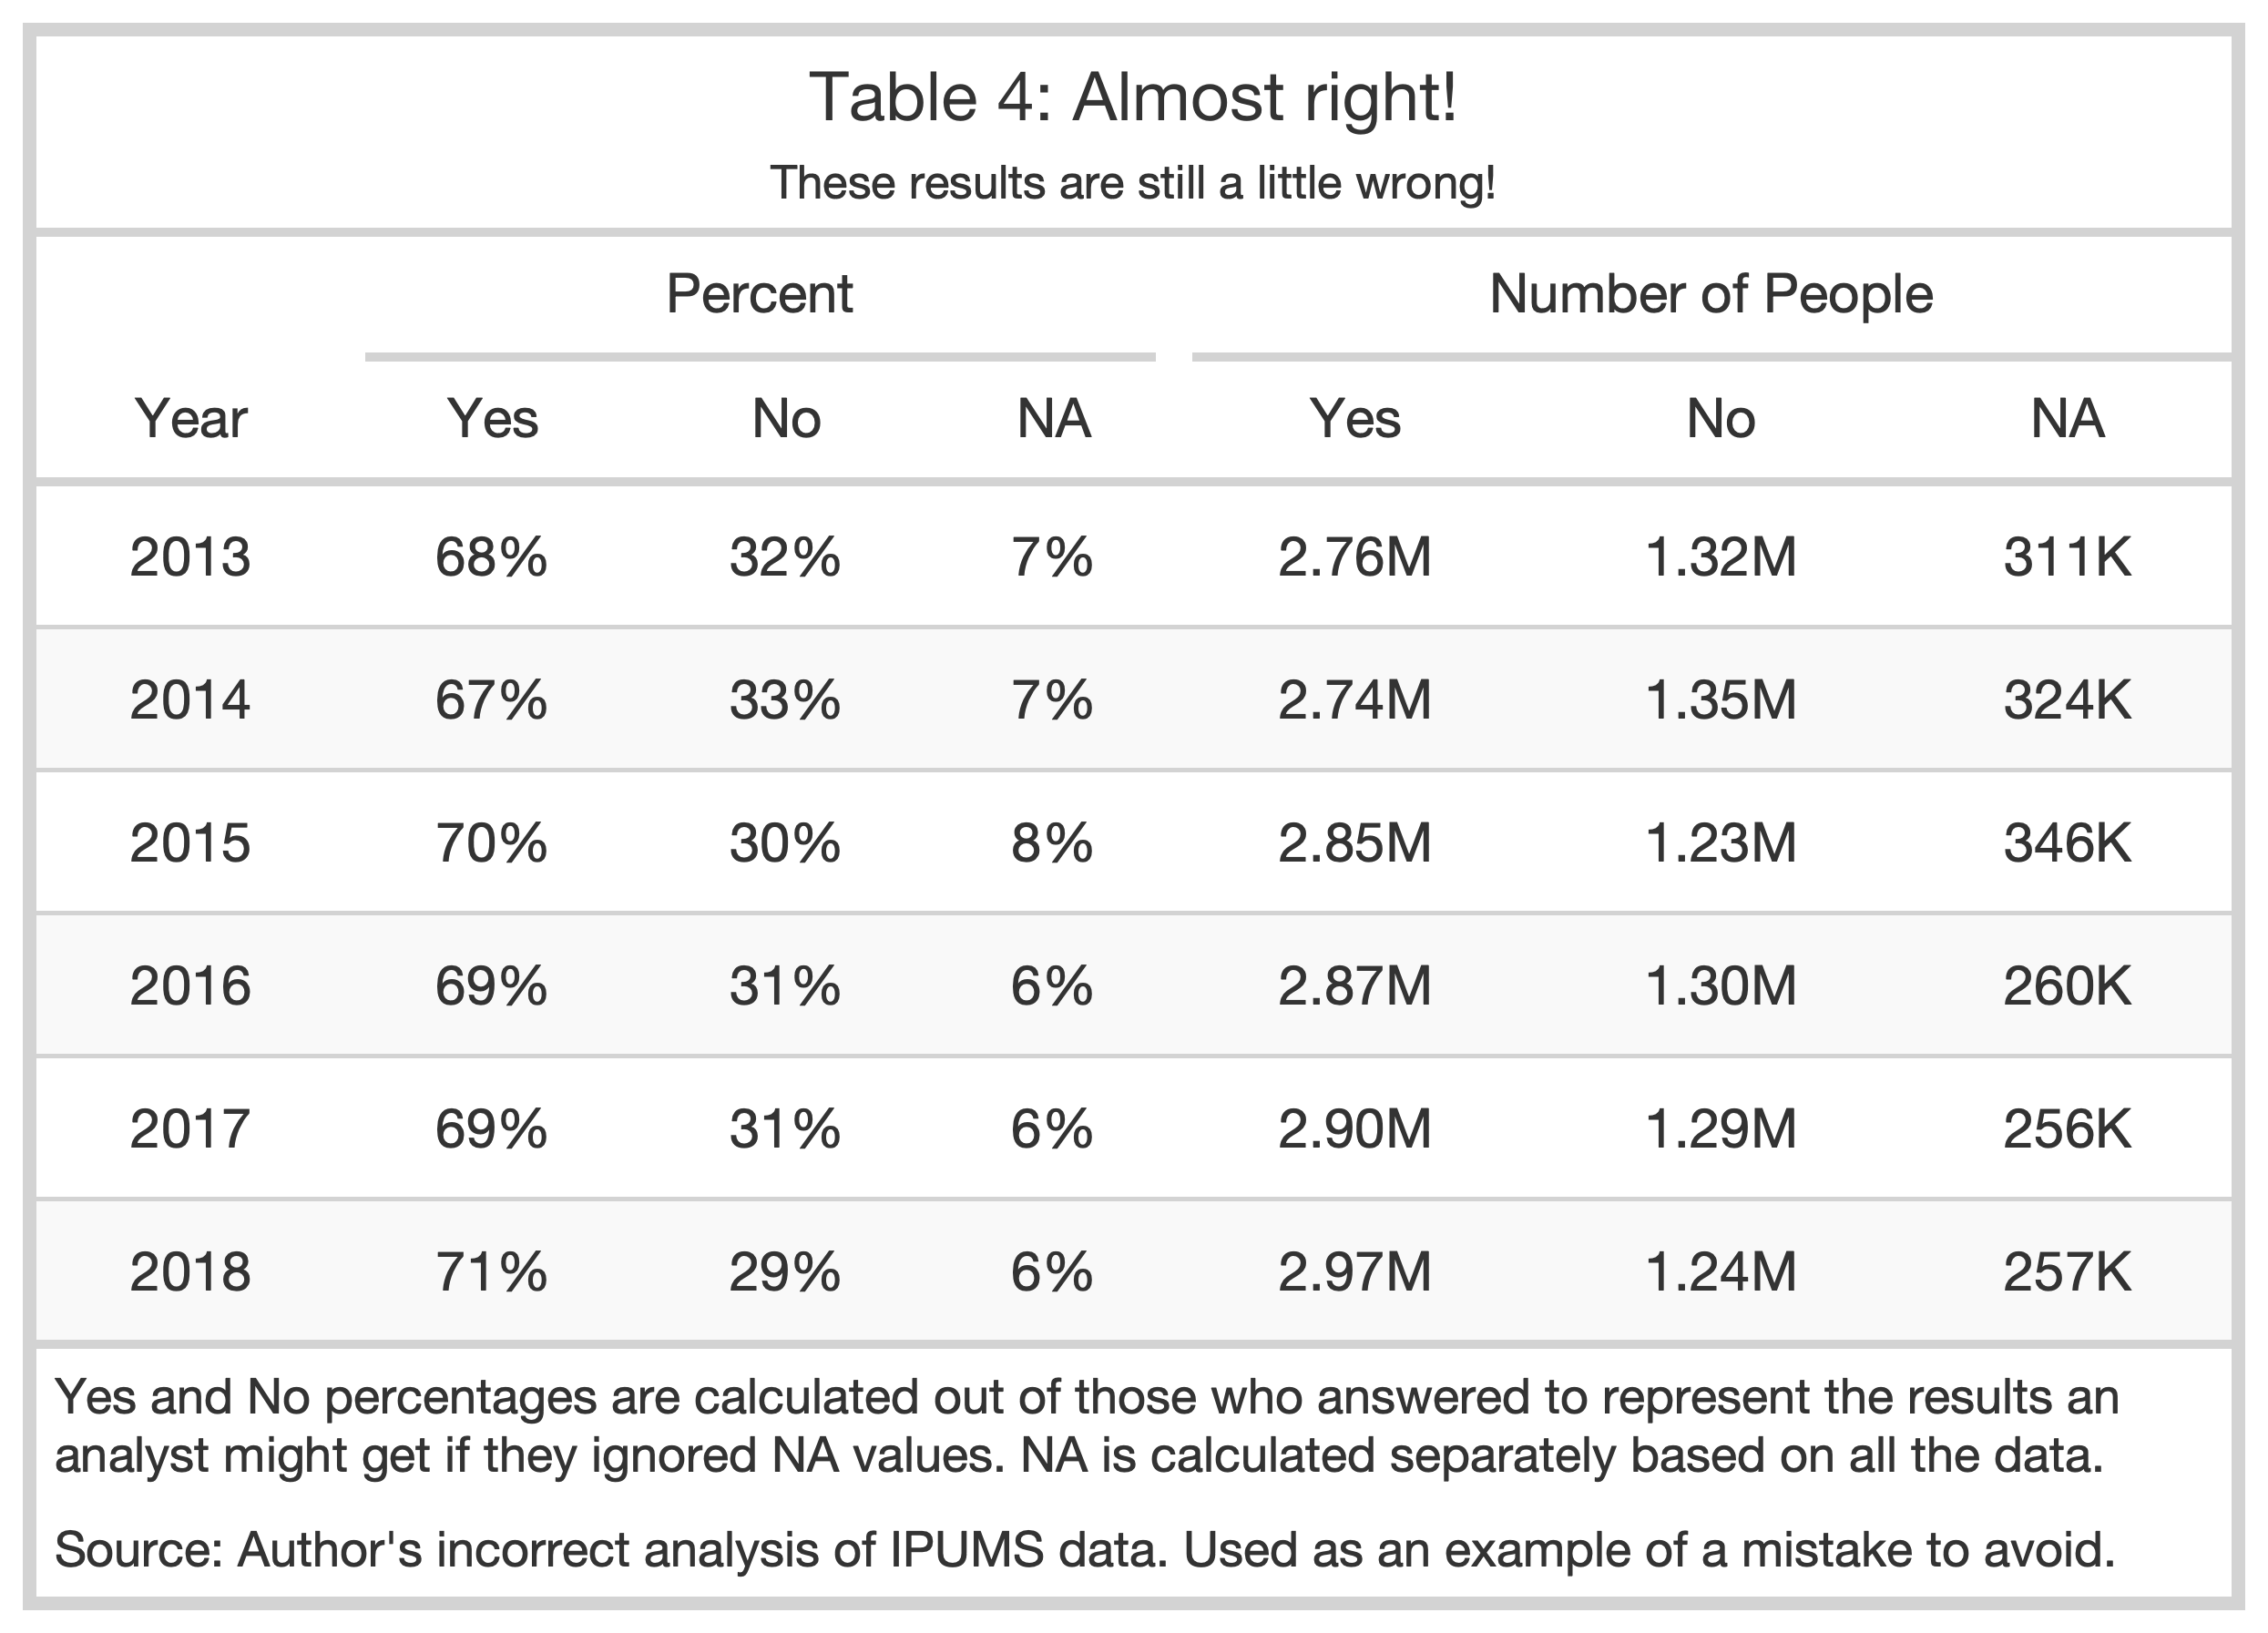 Table 4: Almost right!
These results are still a little wrong!
Percent Number of People
Year Yes No NA Yes No NA
2013 68% 32% 7% 2.76M 1.32M 311K
2014 67% 33% 7% 2.74M 1.35M 324K
2015 70% 30% 8% 2.85M 1.23M 346K
2016 69% 31% 6% 2.87M 1.30M 260K
2017 69% 31% 6% 2.90M 1.29M 256K
2018 71% 29% 6% 2.97M 1.24M 257K
Yes and No percentages are calculated out of those who answered to represent the results an
analyst might get if they ignored NA values. NA is calculated separately based on all the data.
Source: Author's incorrect analysis of IPUMS data. Used as an example of a mistake to avoid.